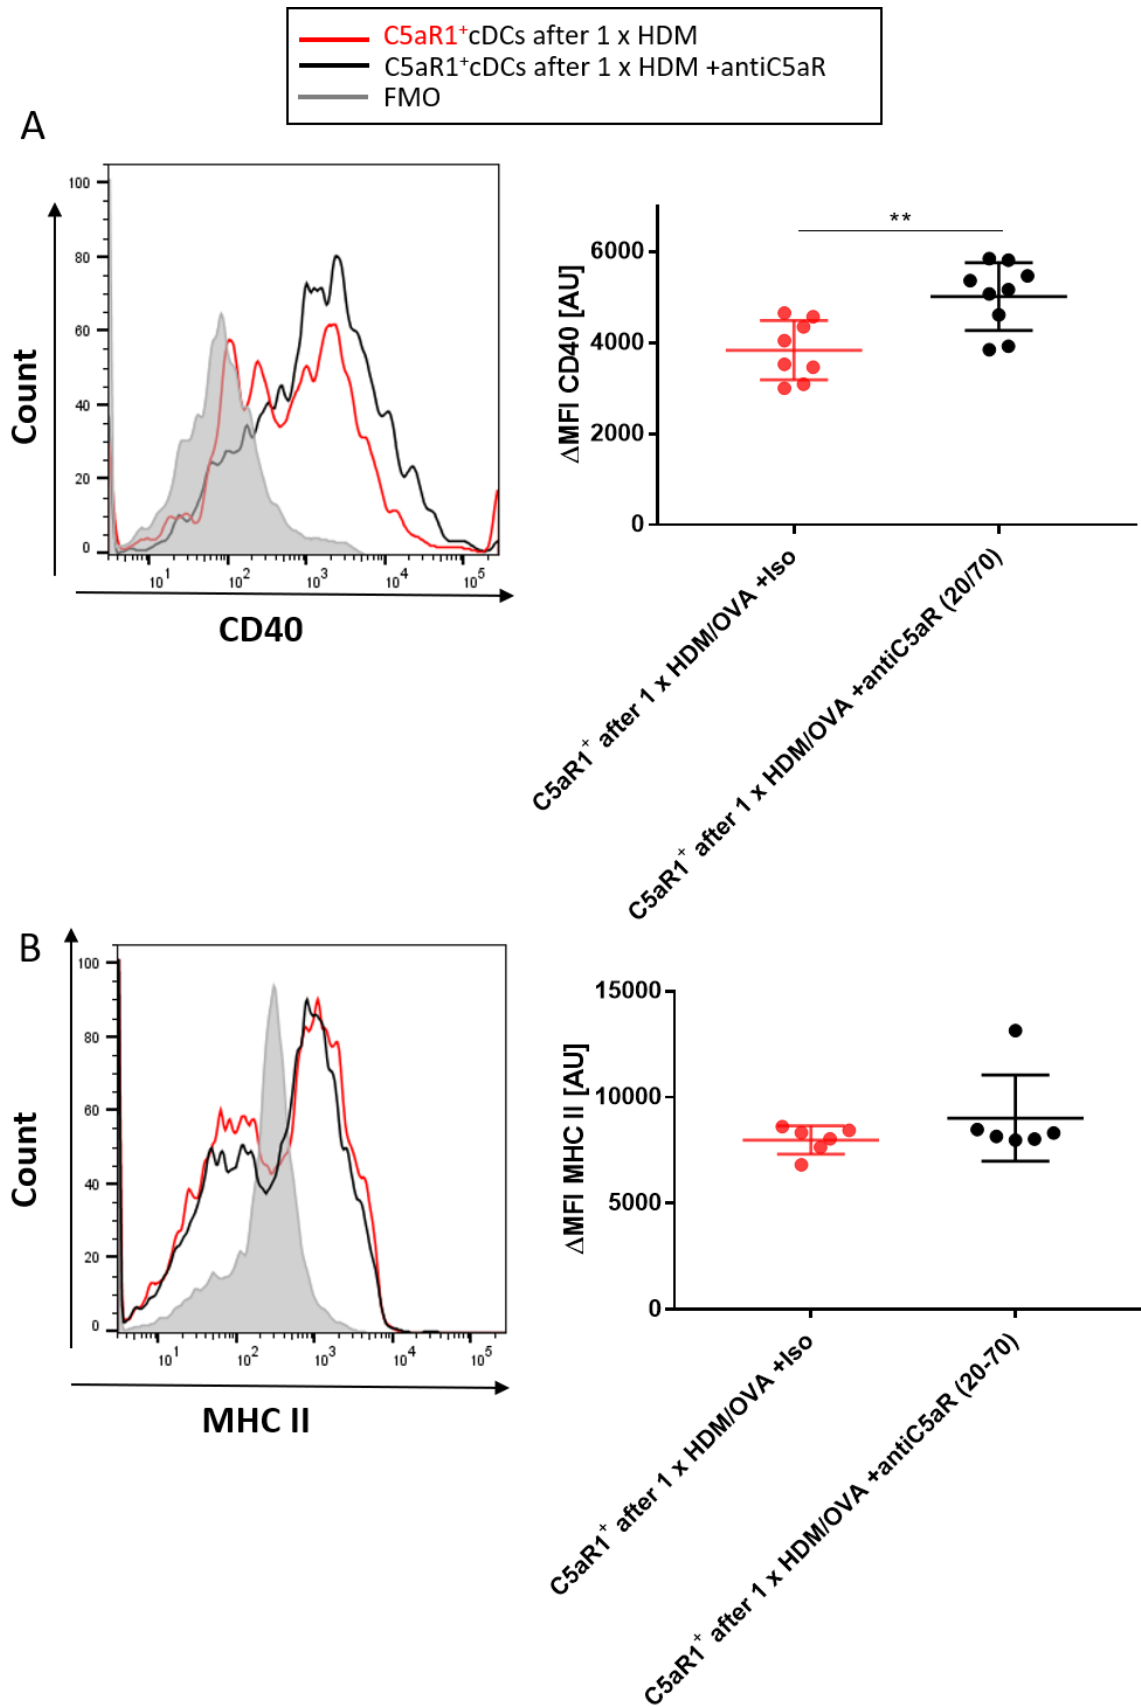 C5aR1⁺cDCs after 1 x HDM
C5aR1⁺cDCs after 1 x HDM +antiC5aR
FMO
A
100
80
60
40
20
0
Count
10¹ 10² 10³ 10⁴ 10⁵
CD40
**
6000
4000
2000
0
ΔMFI CD40 [AU]
C5aR1⁺ after 1 x HDM/OVA +Iso
C5aR1⁺ after 1 x HDM/OVA +antiC5aR (20/70)
B
100
80
60
40
20
0
Count
10¹ 10² 10³ 10⁴ 10⁵
MHC II
15000
10000
5000
0
ΔMFI MHC II [AU]
C5aR1⁺ after 1 x HDM/OVA +Iso
C5aR1⁺ after 1 x HDM/OVA +antiC5aR (20-70)